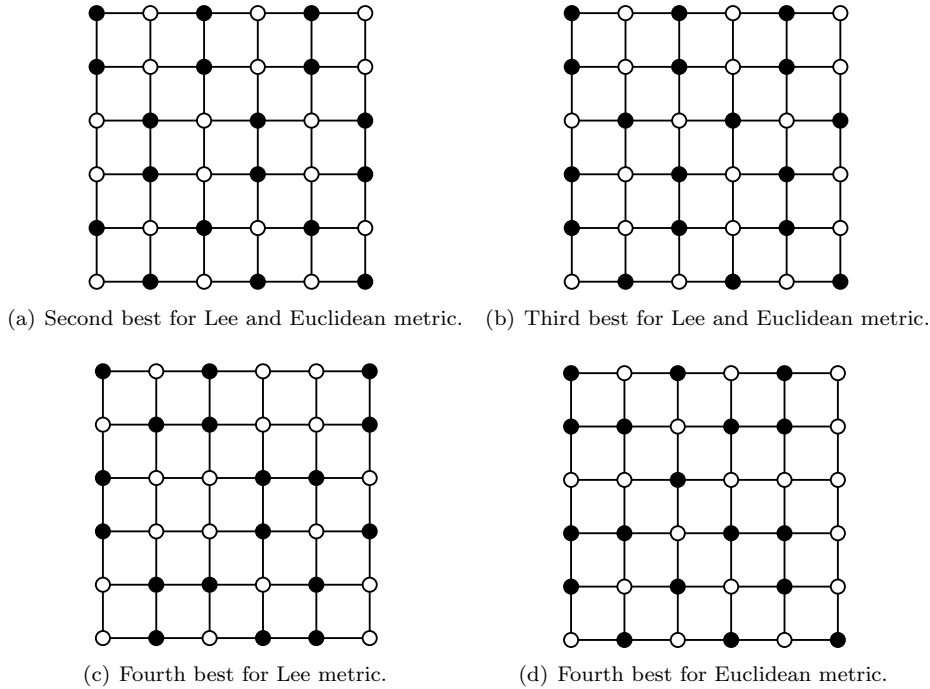 (a) Second best for Lee and Euclidean metric.
(b) Third best for Lee and Euclidean metric.
(c) Fourth best for Lee metric.
(d) Fourth best for Euclidean metric.